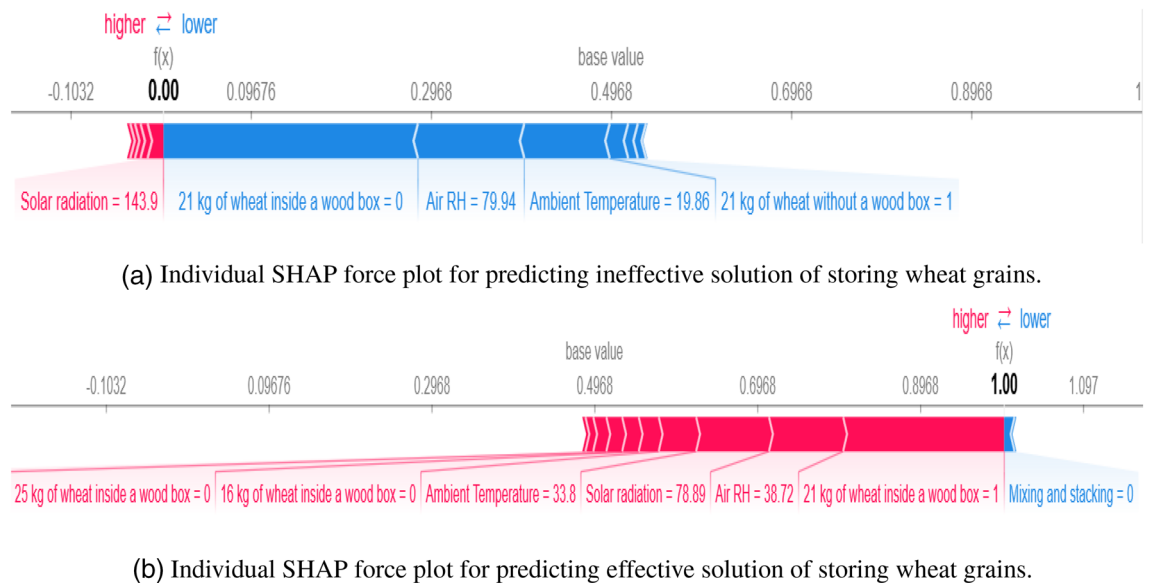 higher ⇄ lower
f(x)
base value
-0.1032 0.00 0.09676 0.2968 0.4968 0.6968 0.8968 1
Solar radiation = 143.9 21 kg of wheat inside a wood box = 0 Air RH = 79.94 Ambient Temperature = 19.86 21 kg of wheat without a wood box = 1
(a) Individual SHAP force plot for predicting ineffective solution of storing wheat grains.
higher ⇄ lower
base value f(x)
-0.1032 0.09676 0.2968 0.4968 0.6968 0.8968 1.00 1.097
25 kg of wheat inside a wood box = 0 16 kg of wheat inside a wood box = 0 Ambient Temperature = 33.8 Solar radiation = 78.89 Air RH = 38.72 21 kg of wheat inside a wood box = 1 Mixing and stacking = 0
(b) Individual SHAP force plot for predicting effective solution of storing wheat grains.